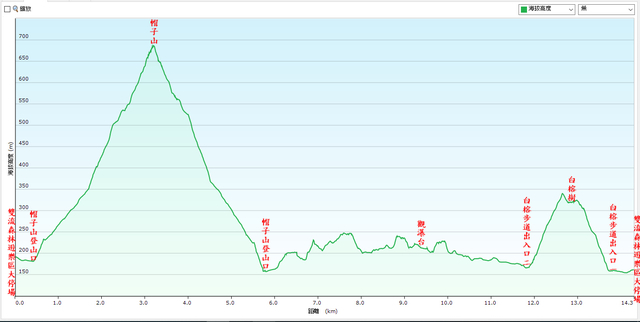 縮放
海拔高度
無
帽子山
700
650
600
550
500
450
400
350
300
250
200
150
海拔高度 (m)
雙流森林遊樂區大停車場
帽子山登山口
帽子山登山口
觀瀑台
白榕步道出入口
白榕樹
白榕步道出入口
雙流森林遊樂區大停車場
0.0 1.0 2.0 3.0 4.0 5.0 6.0 7.0 8.0 9.0 10.0 11.0 12.0 13.0 14.3
距離 (km)